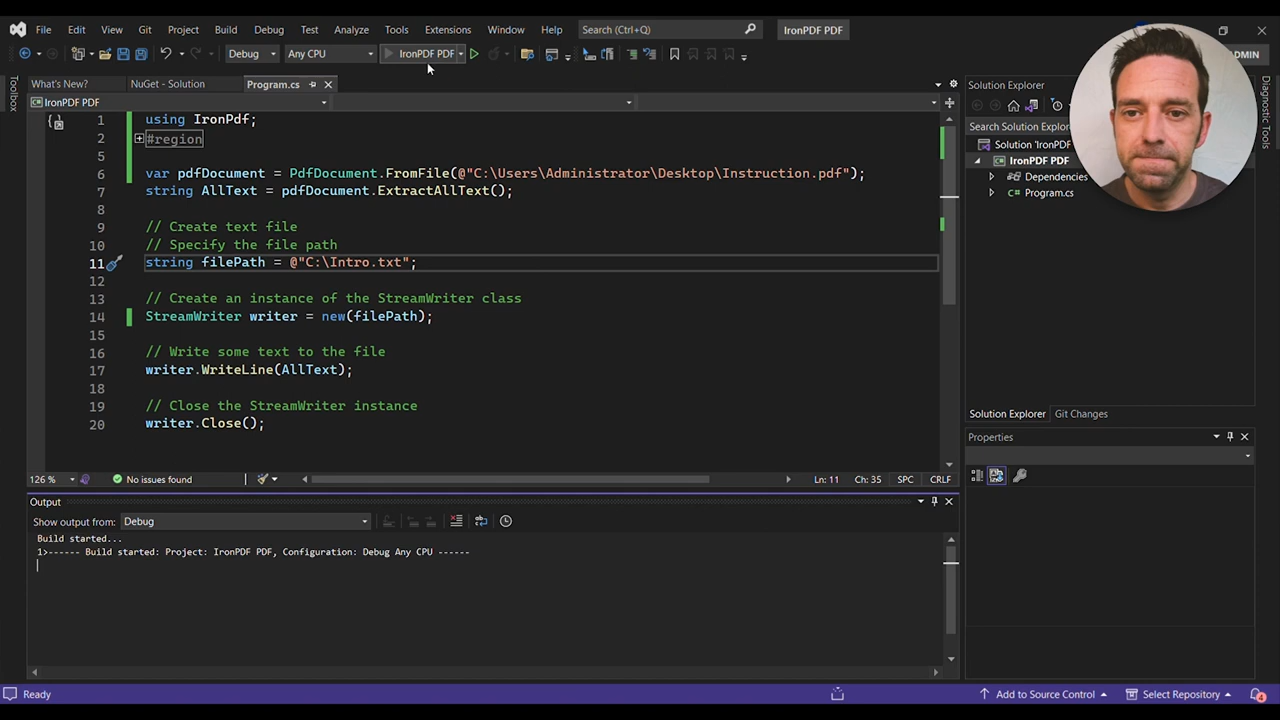 File Edit View Git Project Build Debug Test Analyze Tools Extensions Window Help Search (Ctrl+Q) IronPDF PDF
Debug Any CPU IronPDF PDF ADMIN
What's New? NuGet - Solution Program.cs
IronPDF PDF
Toolbox
1 using IronPdf;
2 #region
5
6 var pdfDocument = PdfDocument.FromFile(@"C:\Users\Administrator\Desktop\Instruction.pdf");
7 string AllText = pdfDocument.ExtractAllText();
8
9 // Create text file
10 // Specify the file path
11 string filePath = @"C:\Intro.txt";
12
13 // Create an instance of the StreamWriter class
14 StreamWriter writer = new(filePath);
15
16 // Write some text to the file
17 writer.WriteLine(AllText);
18
19 // Close the StreamWriter instance
20 writer.Close();
126 % No issues found Ln: 11 Ch: 35 SPC CRLF
Output
Show output from: Debug
Build started...
1>------ Build started: Project: IronPDF PDF, Configuration: Debug Any CPU ------
Solution Explorer
Search Solution Explo
Solution 'IronPDF
IronPDF PDF
Dependencies
Program.cs
Solution Explorer Git Changes
Properties
Diagnostic Tools
Ready Add to Source Control Select Repository 4